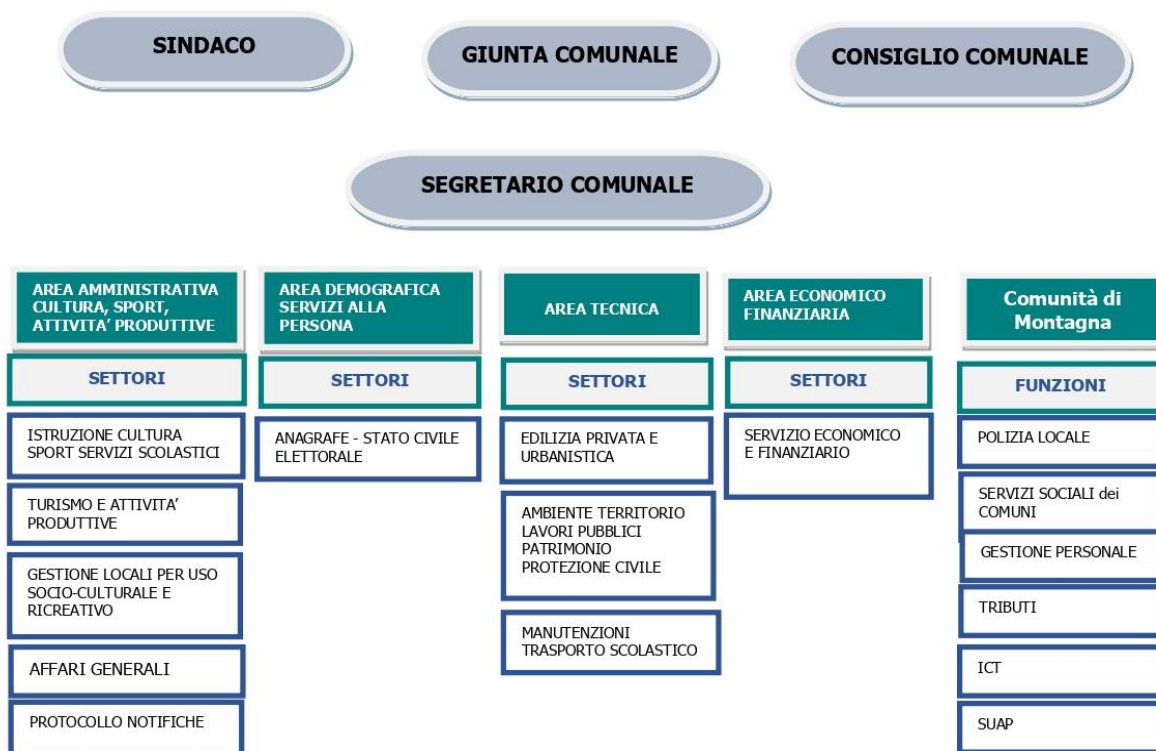 SINDACO
GIUNTA COMUNALE
CONSIGLIO COMUNALE
SEGRETARIO COMUNALE
AREA AMMINISTRATIVA
CULTURA, SPORT,
ATTIVITA’ PRODUTTIVE
SETTORI
ISTRUZIONE CULTURA
SPORT SERVIZI SCOLASTICI
TURISMO E ATTIVITA’
PRODUTTIVE
GESTIONE LOCALI PER USO
SOCIO-CULTURALE E
RICREATIVO
AFFARI GENERALI
PROTOCOLLO NOTIFICHE
AREA DEMOGRAFICA
SERVIZI ALLA
PERSONA
SETTORI
ANAGRAFE - STATO CIVILE
ELETTORALE
AREA TECNICA
SETTORI
EDILIZIA PRIVATA E
URBANISTICA
AMBIENTE TERRITORIO
LAVORI PUBBLICI
PATRIMONIO
PROTEZIONE CIVILE
MANUTENZIONI
TRASPORTO SCOLASTICO
AREA ECONOMICO
FINANZIARIA
SETTORI
SERVIZIO ECONOMICO
E FINANZIARIO
Comunità di
Montagna
FUNZIONI
POLIZIA LOCALE
SERVIZI SOCIALI dei
COMUNI
GESTIONE PERSONALE
TRIBUTI
ICT
SUAP